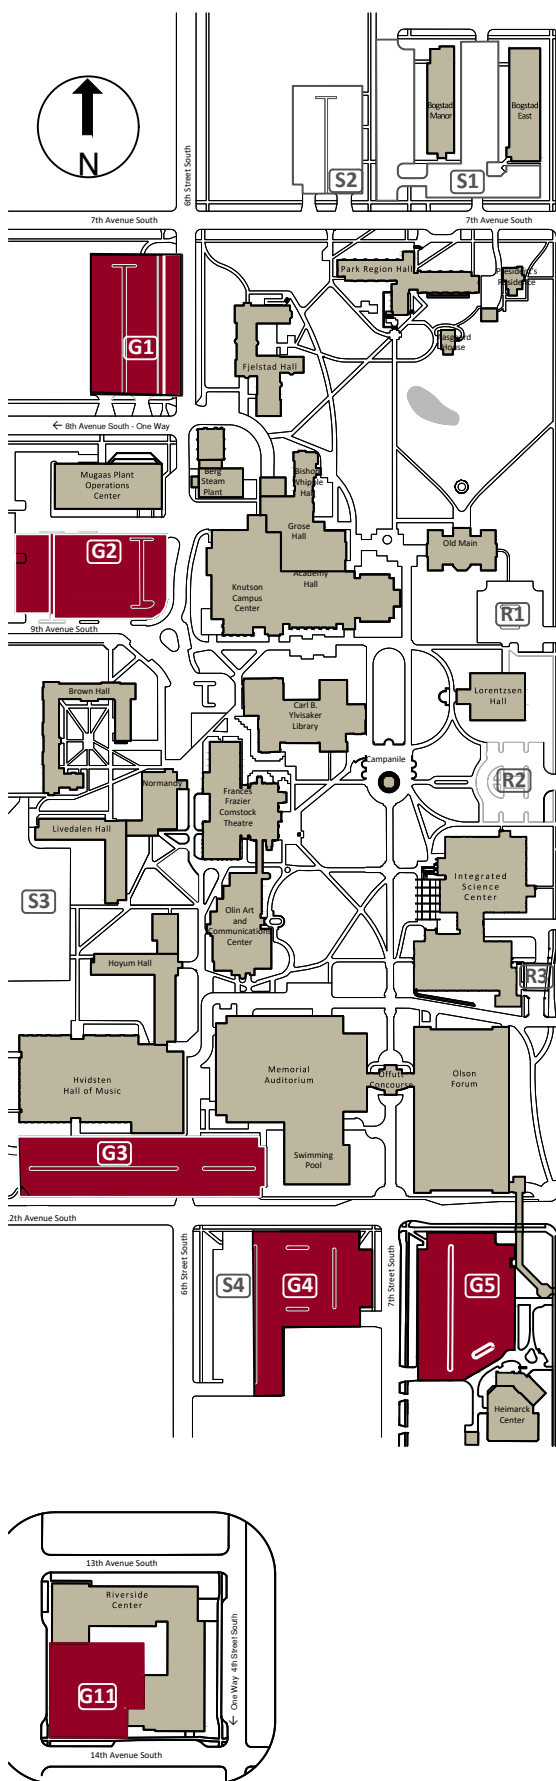 N
6th Street South
Bogstad
Manor
Bogstad
East
S2
S1
7th Avenue South
7th Avenue South
Park Region Hall
President's
Residence
G1
Aasgaard
House
Fjelstad Hall
← 8th Avenue South - One Way
Mugaas Plant
Operations
Center
Berg
Steam
Plant
Bishop
Whipple
Hall
Grose
Hall
G2
Old Main
Academy
Hall
Knutson
Campus
Center
R1
9th Avenue South
Brown Hall
Lorentzsen
Hall
Carl B.
Ylvisaker
Library
Campanile
Normandy
R2
Frances
Frazier
Comstock
Theatre
Livedalen Hall
Integrated
Science
Center
S3
Olin Art
and
Communications
Center
Hoyum Hall
R3
Hvidsten
Hall of Music
Memorial
Auditorium
Offutt
Concourse
Olson
Forum
G3
Swimming
Pool
2th Avenue South
6th Street South
S4
G4
7th Street South
G5
Heimarck
Center
13th Avenue South
Riverside
Center
← One Way 4th Street South
G11
14th Avenue South